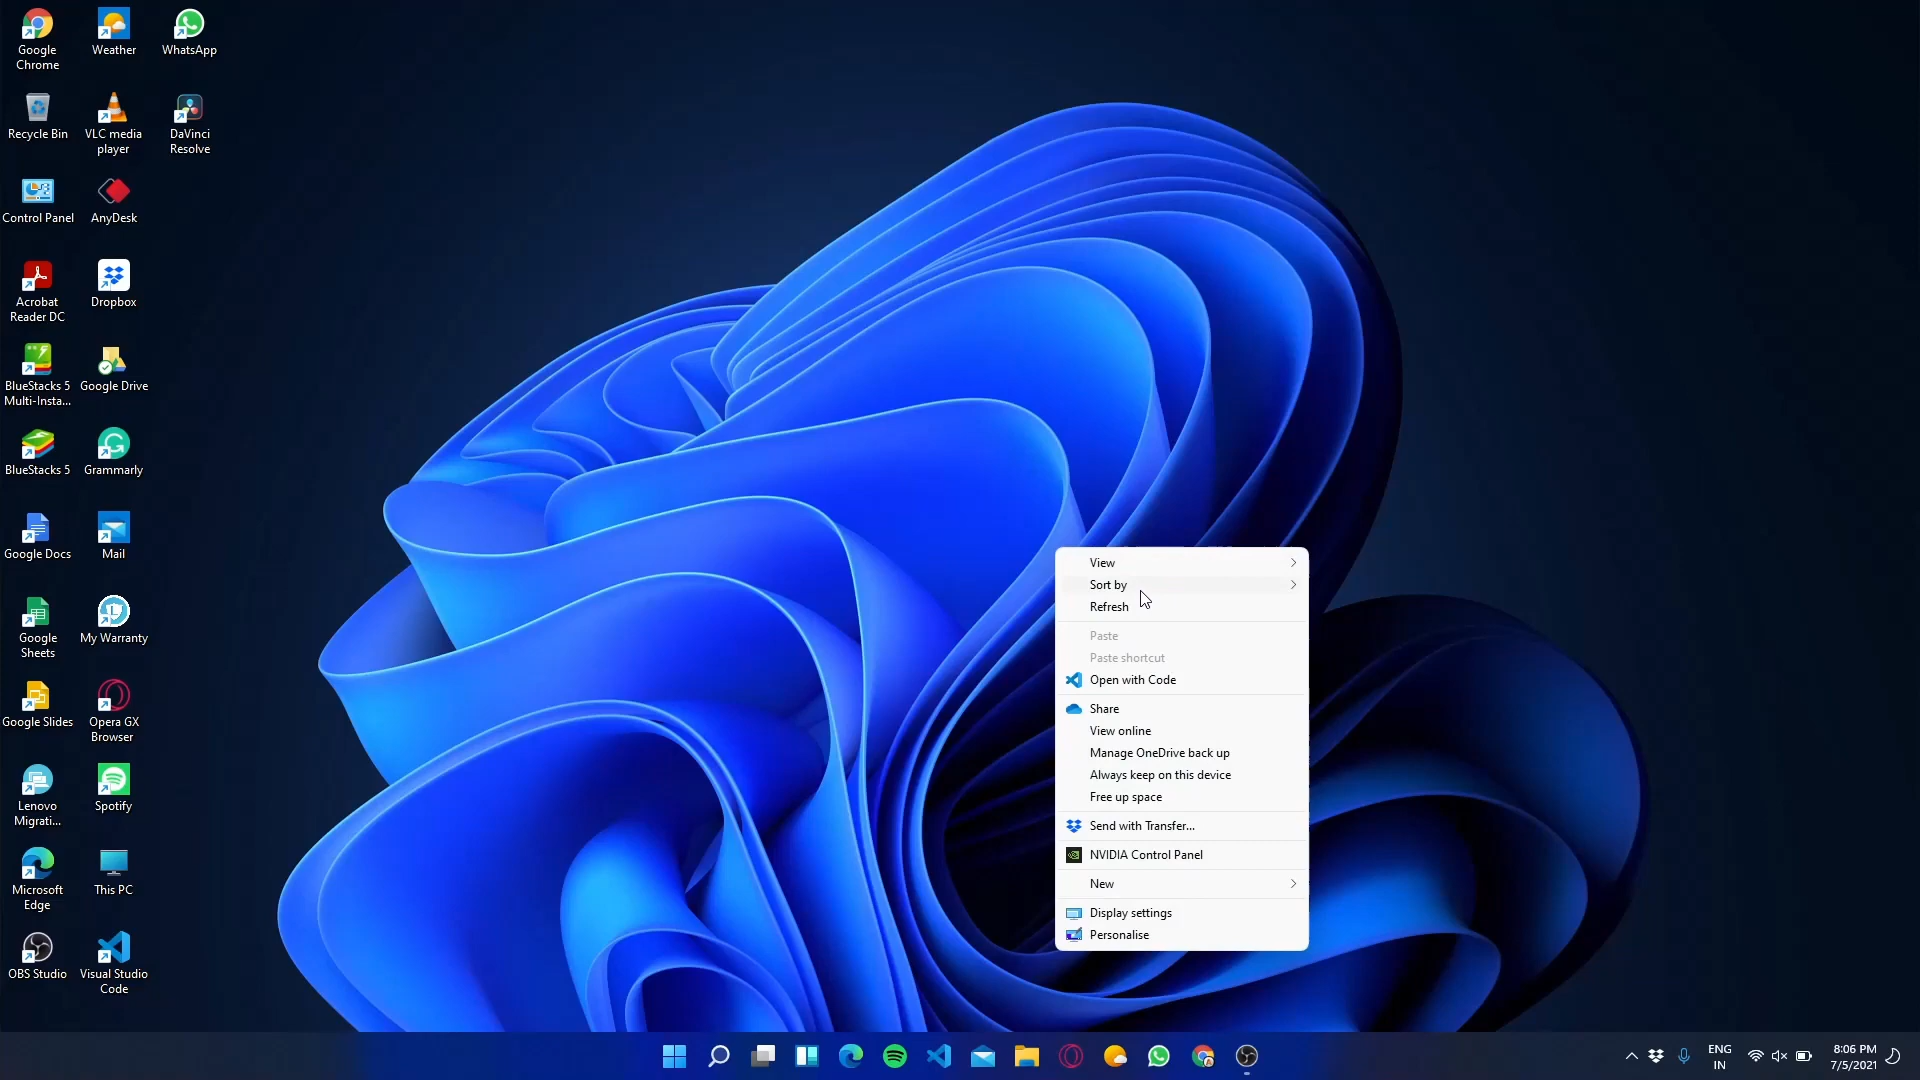 Google
Chrome
Weather
WhatsApp
Recycle Bin
VLC media
player
DaVinci
Resolve
Control Panel
AnyDesk
Acrobat
Reader DC
Dropbox
BlueStacks 5
Multi-Insta...
Google Drive
BlueStacks 5
Grammarly
Google Docs
Mail
Google
Sheets
My Warranty
Google Slides
Opera GX
Browser
Lenovo
Migrati...
Spotify
Microsoft
Edge
This PC
OBS Studio
Visual Studio
Code
View
Sort by
Refresh
Paste
Paste shortcut
Open with Code
Share
View online
Manage OneDrive back up
Always keep on this device
Free up space
Send with Transfer...
NVIDIA Control Panel
New
Display settings
Personalise
ENG
IN
8:06 PM
7/5/2021